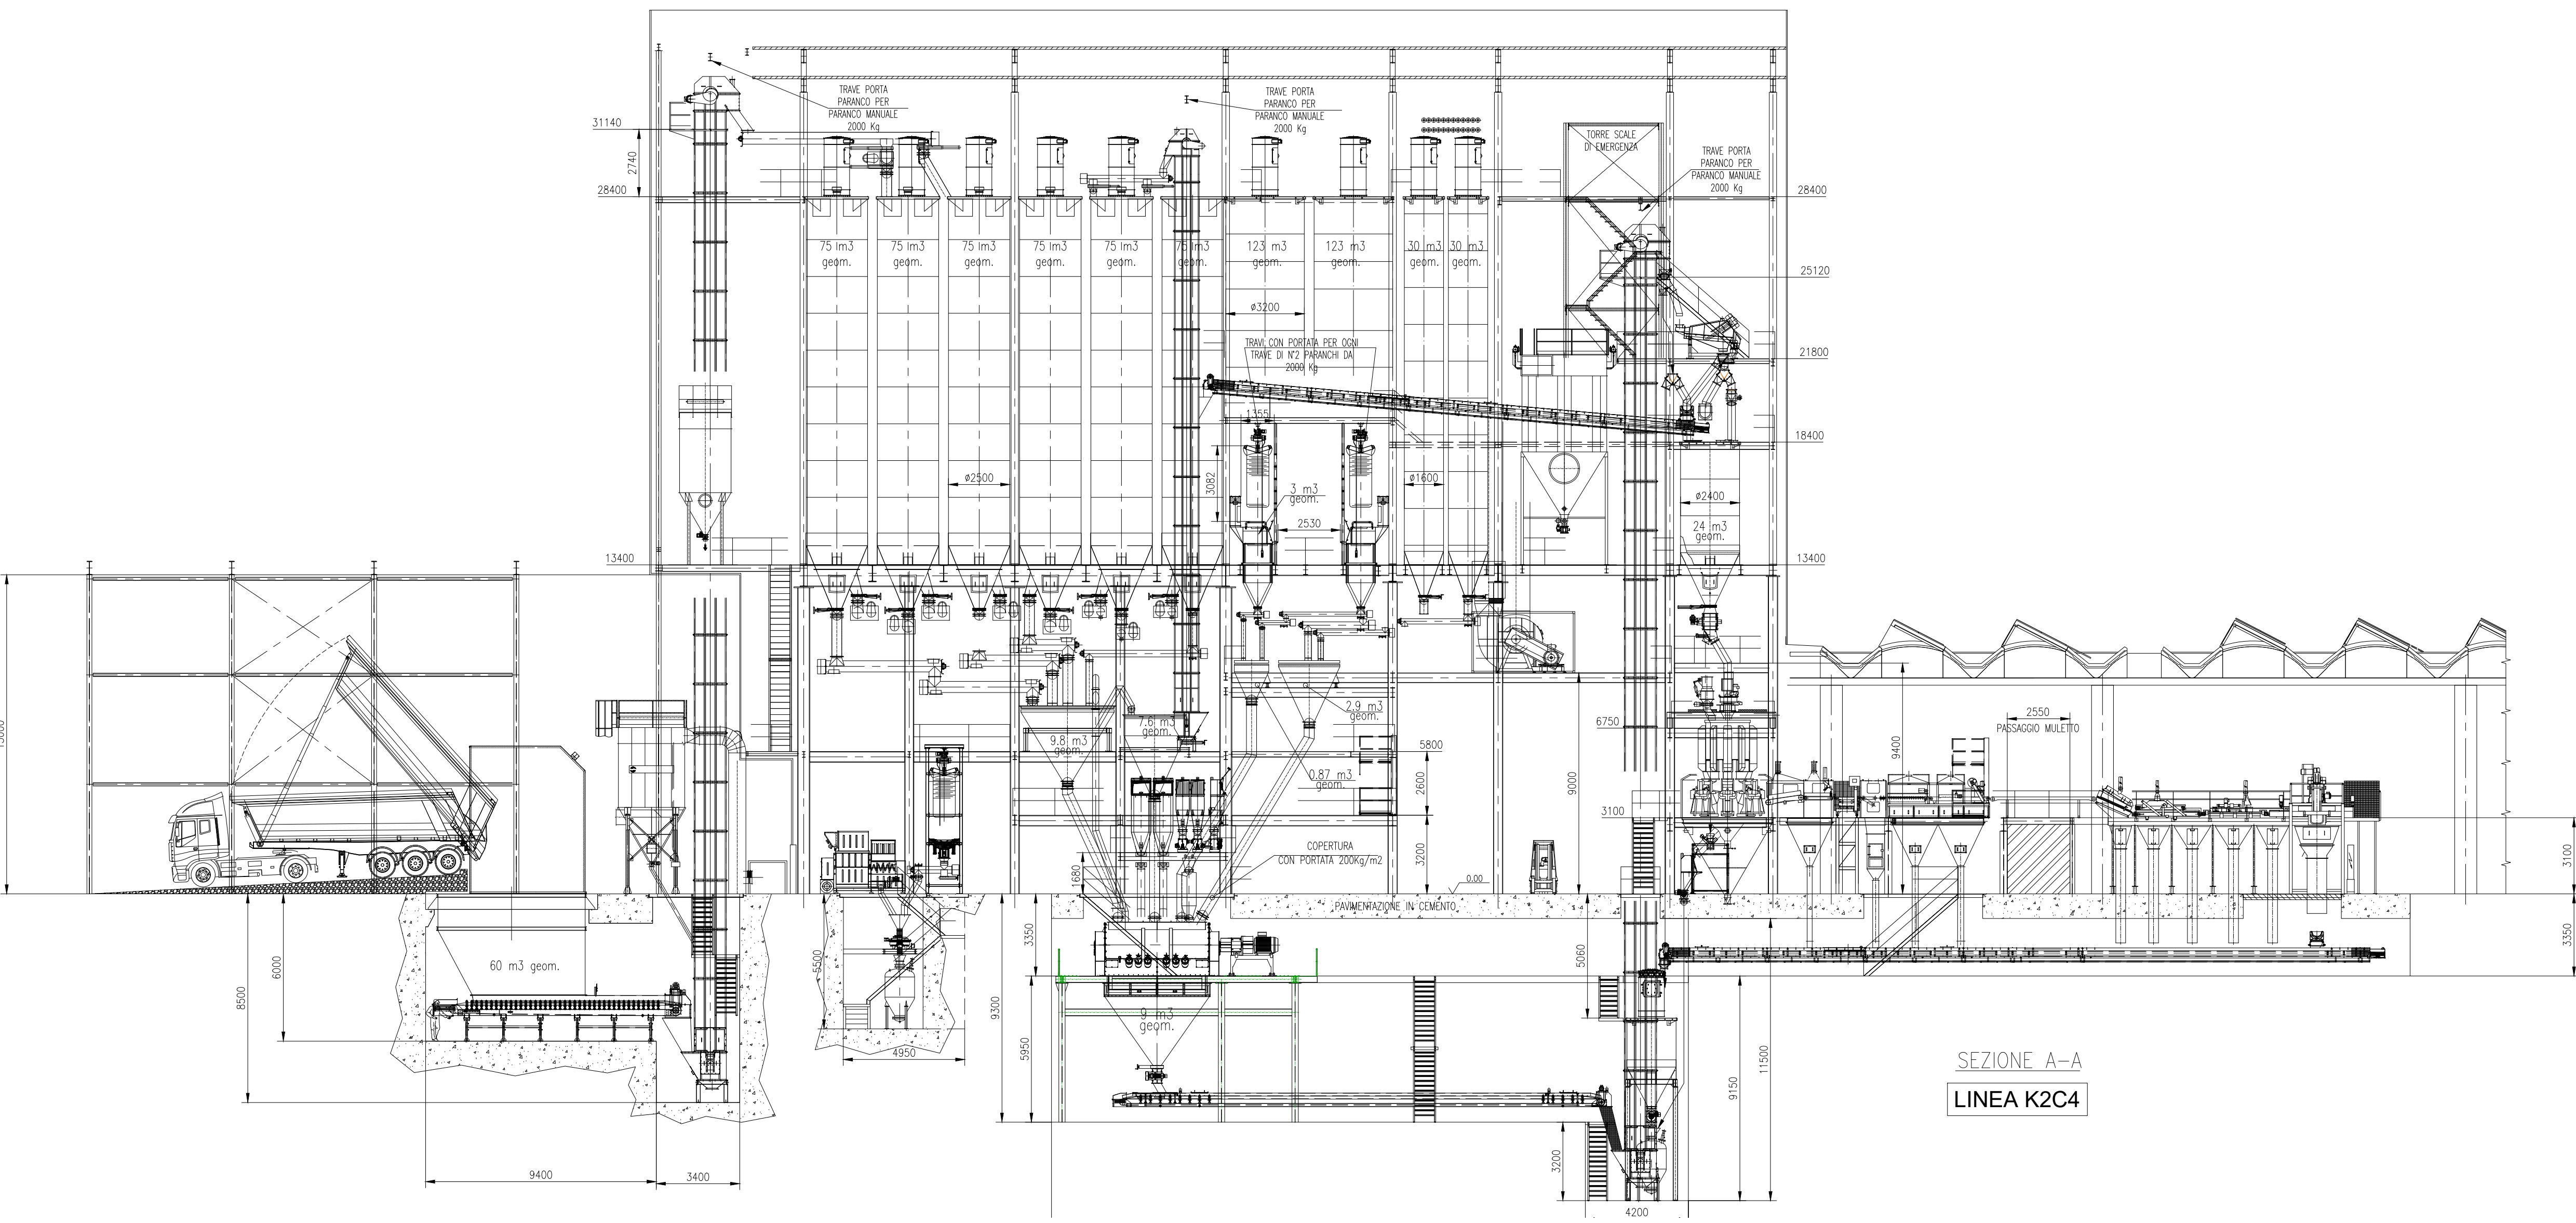 TRAVE PORTA
PARANCO PER
PARANCO MANUALE
2000 Kg
TRAVE PORTA
PARANCO PER
PARANCO MANUALE
2000 Kg
TORRE SCALE
DI EMERGENZA
TRAVE PORTA
PARANCO PER
PARANCO MANUALE
2000 Kg
31140
2740
28400
28400
75 lm3
geom.
75 lm3
geom.
75 lm3
geom.
75 lm3
geom.
75 lm3
geom.
75 lm3
geom.
123 m3
geom.
123 m3
geom.
30 m3
geom.
30 m3
geom.
25120
ø3200
TRAVI CON PORTATA PER OGNI
TRAVE DI N°2 PARANCHI DA
2000 Kg
21800
1355
18400
3082
ø2500
ø1600
3 m3
geom.
ø2400
2530
24 m3
geom.
13400
13400
2.9 m3
geom.
7.6 m3
geom.
9.8 m3
geom.
6750
2550
PASSAGGIO MULETTO
5800
9400
0.87 m3
geom.
2600
9000
3100
COPERTURA
CON PORTATA 200Kg/m2
3200
1680
3100
0.00
PAVIMENTAZIONE IN CEMENTO
3350
3350
60 m3 geom.
6000
5500
5060
8500
9300
9 m3
geom.
5950
4950
11500
9150
SEZIONE A-A
LINEA K2C4
3200
9400
3400
4200